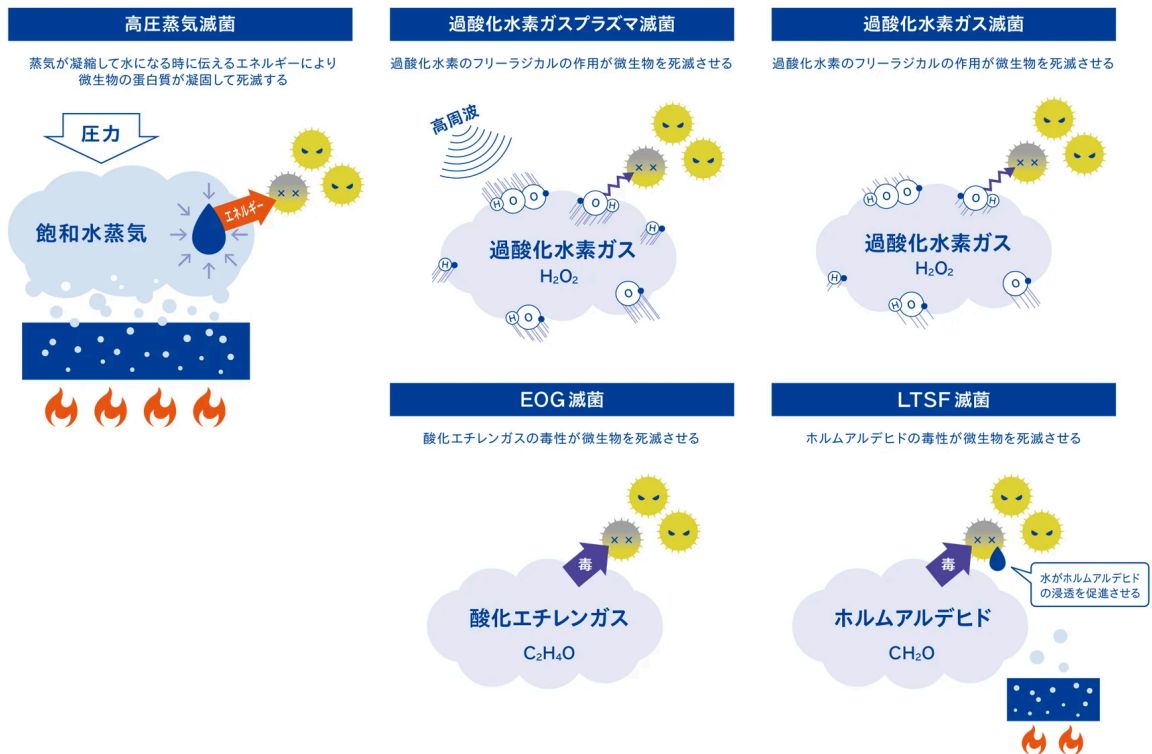 高圧蒸気滅菌
蒸気が凝縮して水になる時に伝えるエネルギーにより
微生物の蛋白質が凝固して死滅する
圧力
飽和水蒸気
エネルギー
過酸化水素ガスプラズマ滅菌
過酸化水素のフリーラジカルの作用が微生物を死滅させる
高周波
H O O
O H
H
過酸化水素ガス
H₂O₂
H
O
H O
過酸化水素ガス滅菌
過酸化水素のフリーラジカルの作用が微生物を死滅させる
H O O
O H
過酸化水素ガス
H₂O₂
H
O
H O
EOG滅菌
酸化エチレンガスの毒性が微生物を死滅させる
毒
酸化エチレンガス
C₂H₄O
LTSF滅菌
ホルムアルデヒドの毒性が微生物を死滅させる
毒
水がホルムアルデヒド
の浸透を促進させる
ホルムアルデヒド
CH₂O